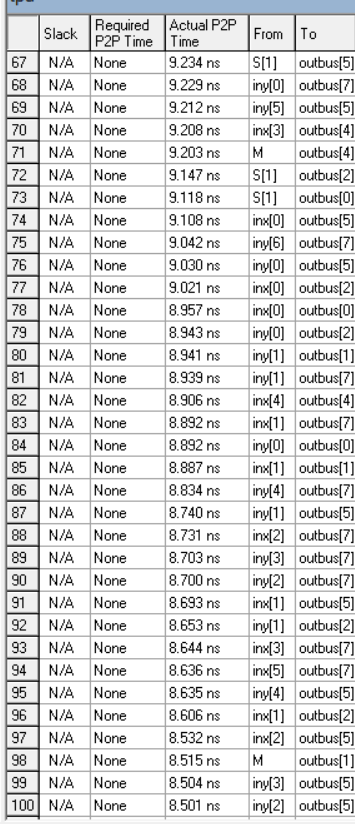 tpd
Slack Required P2P Time Actual P2P Time From To
67 N/A None 9.234 ns S[1] outbus[5]
68 N/A None 9.229 ns iny[0] outbus[7]
69 N/A None 9.212 ns iny[5] outbus[5]
70 N/A None 9.208 ns inx[3] outbus[4]
71 N/A None 9.203 ns M outbus[4]
72 N/A None 9.147 ns S[1] outbus[2]
73 N/A None 9.118 ns S[1] outbus[0]
74 N/A None 9.108 ns inx[0] outbus[5]
75 N/A None 9.042 ns iny[6] outbus[7]
76 N/A None 9.030 ns iny[0] outbus[5]
77 N/A None 9.021 ns inx[0] outbus[2]
78 N/A None 8.957 ns inx[0] outbus[0]
79 N/A None 8.943 ns iny[0] outbus[2]
80 N/A None 8.941 ns iny[1] outbus[1]
81 N/A None 8.939 ns iny[1] outbus[7]
82 N/A None 8.906 ns inx[4] outbus[4]
83 N/A None 8.892 ns inx[1] outbus[7]
84 N/A None 8.892 ns iny[0] outbus[0]
85 N/A None 8.887 ns inx[1] outbus[1]
86 N/A None 8.834 ns iny[4] outbus[7]
87 N/A None 8.740 ns iny[1] outbus[5]
88 N/A None 8.731 ns inx[2] outbus[7]
89 N/A None 8.703 ns iny[3] outbus[7]
90 N/A None 8.700 ns iny[2] outbus[7]
91 N/A None 8.693 ns inx[1] outbus[5]
92 N/A None 8.653 ns iny[1] outbus[2]
93 N/A None 8.644 ns inx[3] outbus[7]
94 N/A None 8.636 ns inx[5] outbus[7]
95 N/A None 8.635 ns iny[4] outbus[5]
96 N/A None 8.606 ns inx[1] outbus[2]
97 N/A None 8.532 ns inx[2] outbus[5]
98 N/A None 8.515 ns M outbus[1]
99 N/A None 8.504 ns iny[3] outbus[5]
100 N/A None 8.501 ns iny[2] outbus[5]